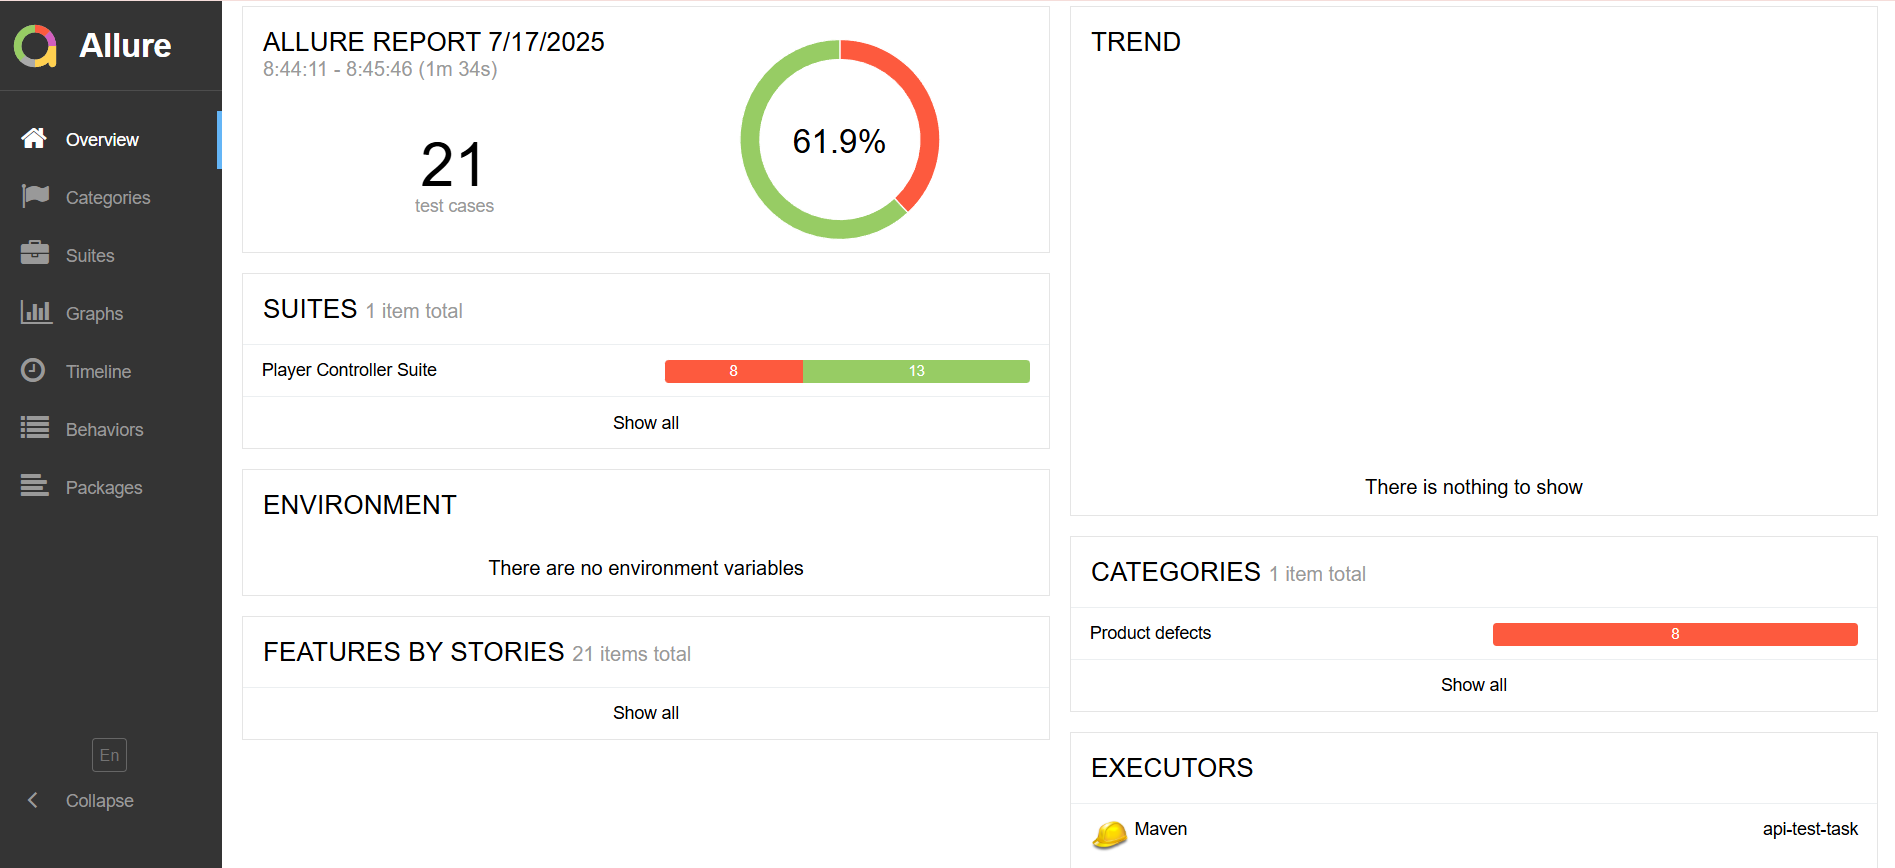 Allure
Overview
Categories
Suites
Graphs
Timeline
Behaviors
Packages
En
Collapse
ALLURE REPORT 7/17/2025
8:44:11 - 8:45:46 (1m 34s)
21
test cases
61.9%
SUITES 1 item total
Player Controller Suite 8 13
Show all
ENVIRONMENT
There are no environment variables
FEATURES BY STORIES 21 items total
Show all
TREND
There is nothing to show
CATEGORIES 1 item total
Product defects 8
Show all
EXECUTORS
Maven api-test-task